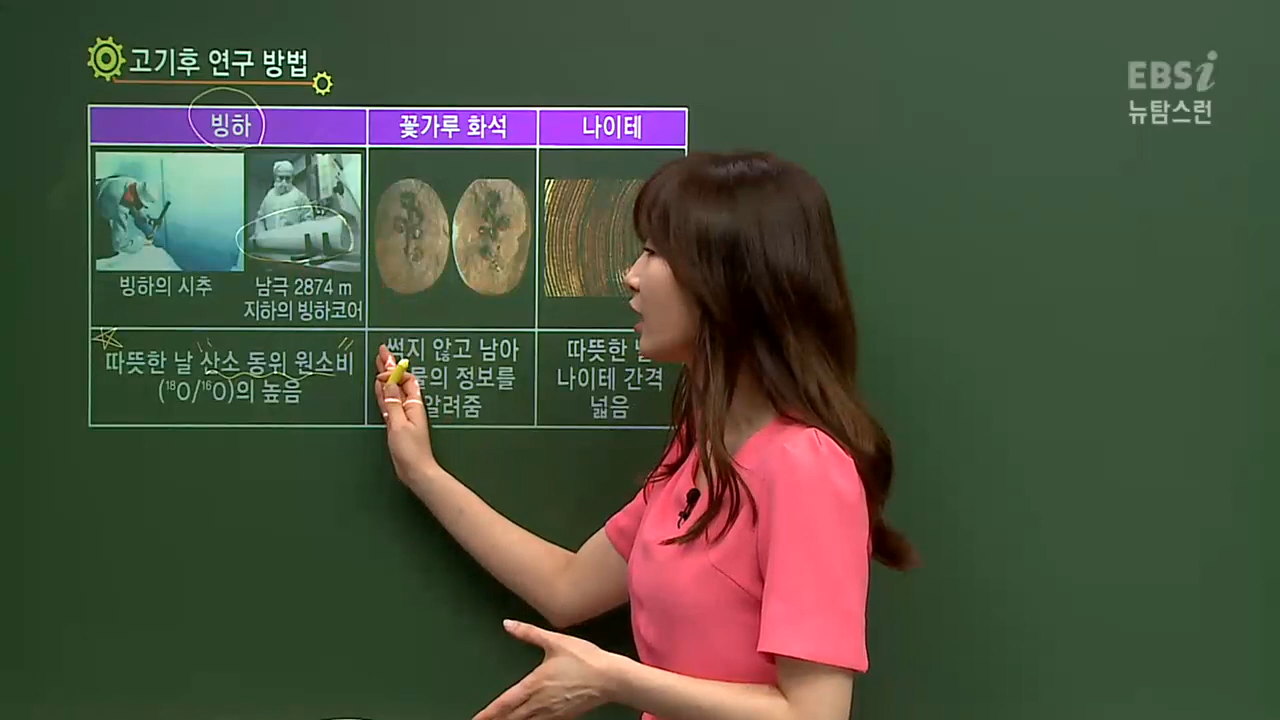 고기후 연구 방법
EBSi
뉴탐스런
빙하
꽃가루 화석
나이테
빙하의 시추
남극 2874 m
지하의 빙하코어
따뜻한 날 산소 동위 원소비
(¹⁸O/¹⁶O)의 높음
썩지 않고 남아
의 정보를
알려줌
따뜻한
나이테 간격
넓음